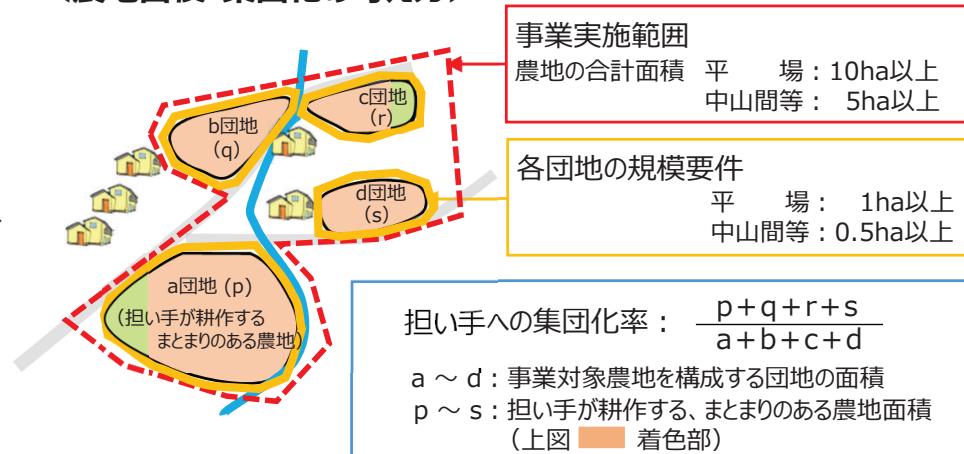 事業実施範囲
農地の合計面積 平　　場：10ha以上
中山間等： 5ha以上
各団地の規模要件
平　　場： 1ha以上
中山間等：0.5ha以上
b団地
(q)
c団地
(r)
d団地
(s)
a団地 (p)
(担い手が耕作する
まとまりのある農地)
担い手への集団化率： p+q+r+s
a+b+c+d
a ～ d：事業対象農地を構成する団地の面積
p ～ s：担い手が耕作する、まとまりのある農地面積
（上図 着色部）